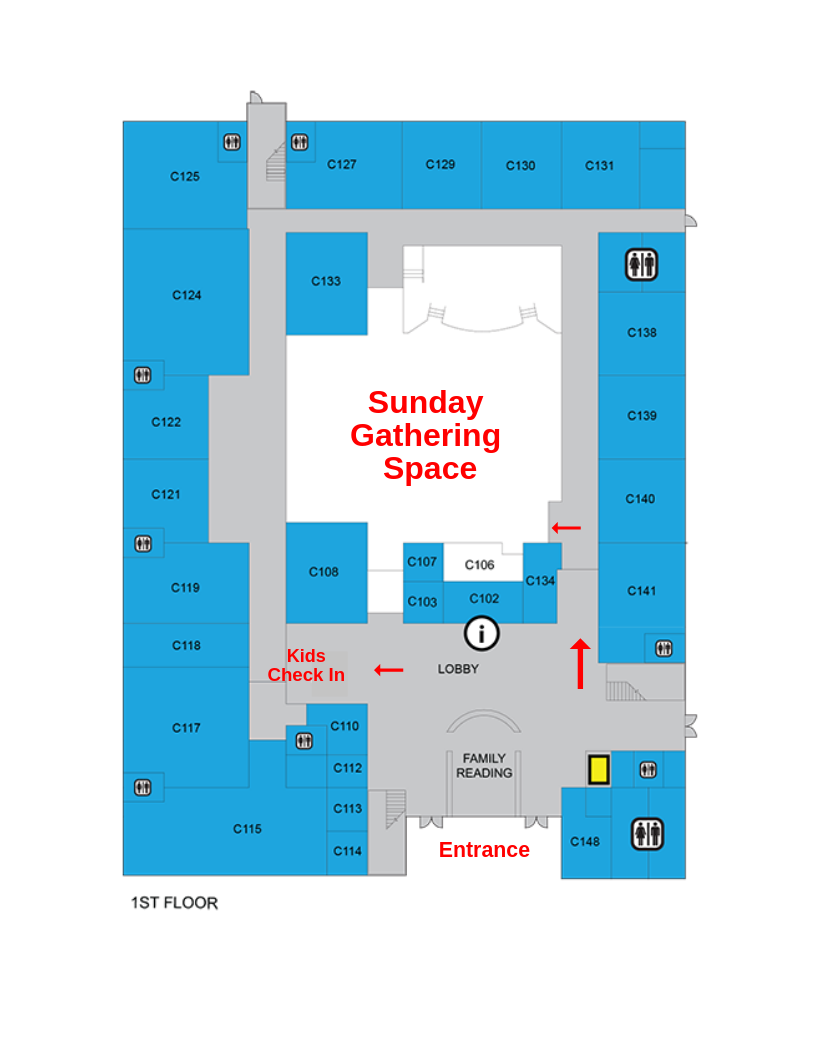 C125
C127
C129
C130
C131
C124
C133
C138
Sunday
Gathering
Space
C122
C139
C121
C140
C107
C106
C108
C134
C119
C103
C102
C141
i
C118
Kids
Check In
LOBBY
C117
C110
FAMILY
READING
C112
C113
C115
C148
C114
Entrance
1ST FLOOR